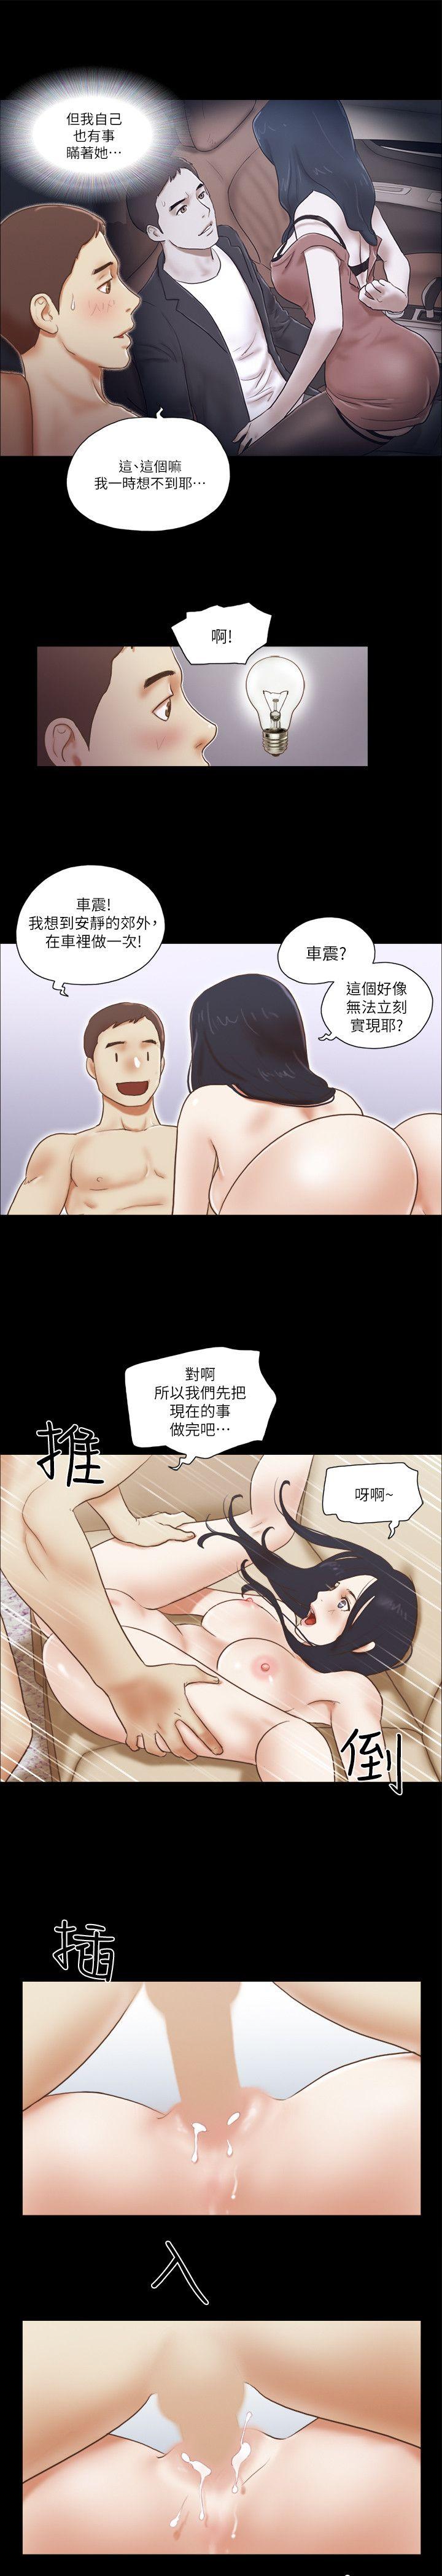 但我自己
也有事
瞞著她…
這、這個嘛
我一時想不到耶…
啊!
車震!
我想到安靜的郊外,
在車裡做一次!
車震?
這個好像
無法立刻
實現耶?
對啊
所以我們先把
現在的事
做完吧…
推
呀啊~
倒
插
入